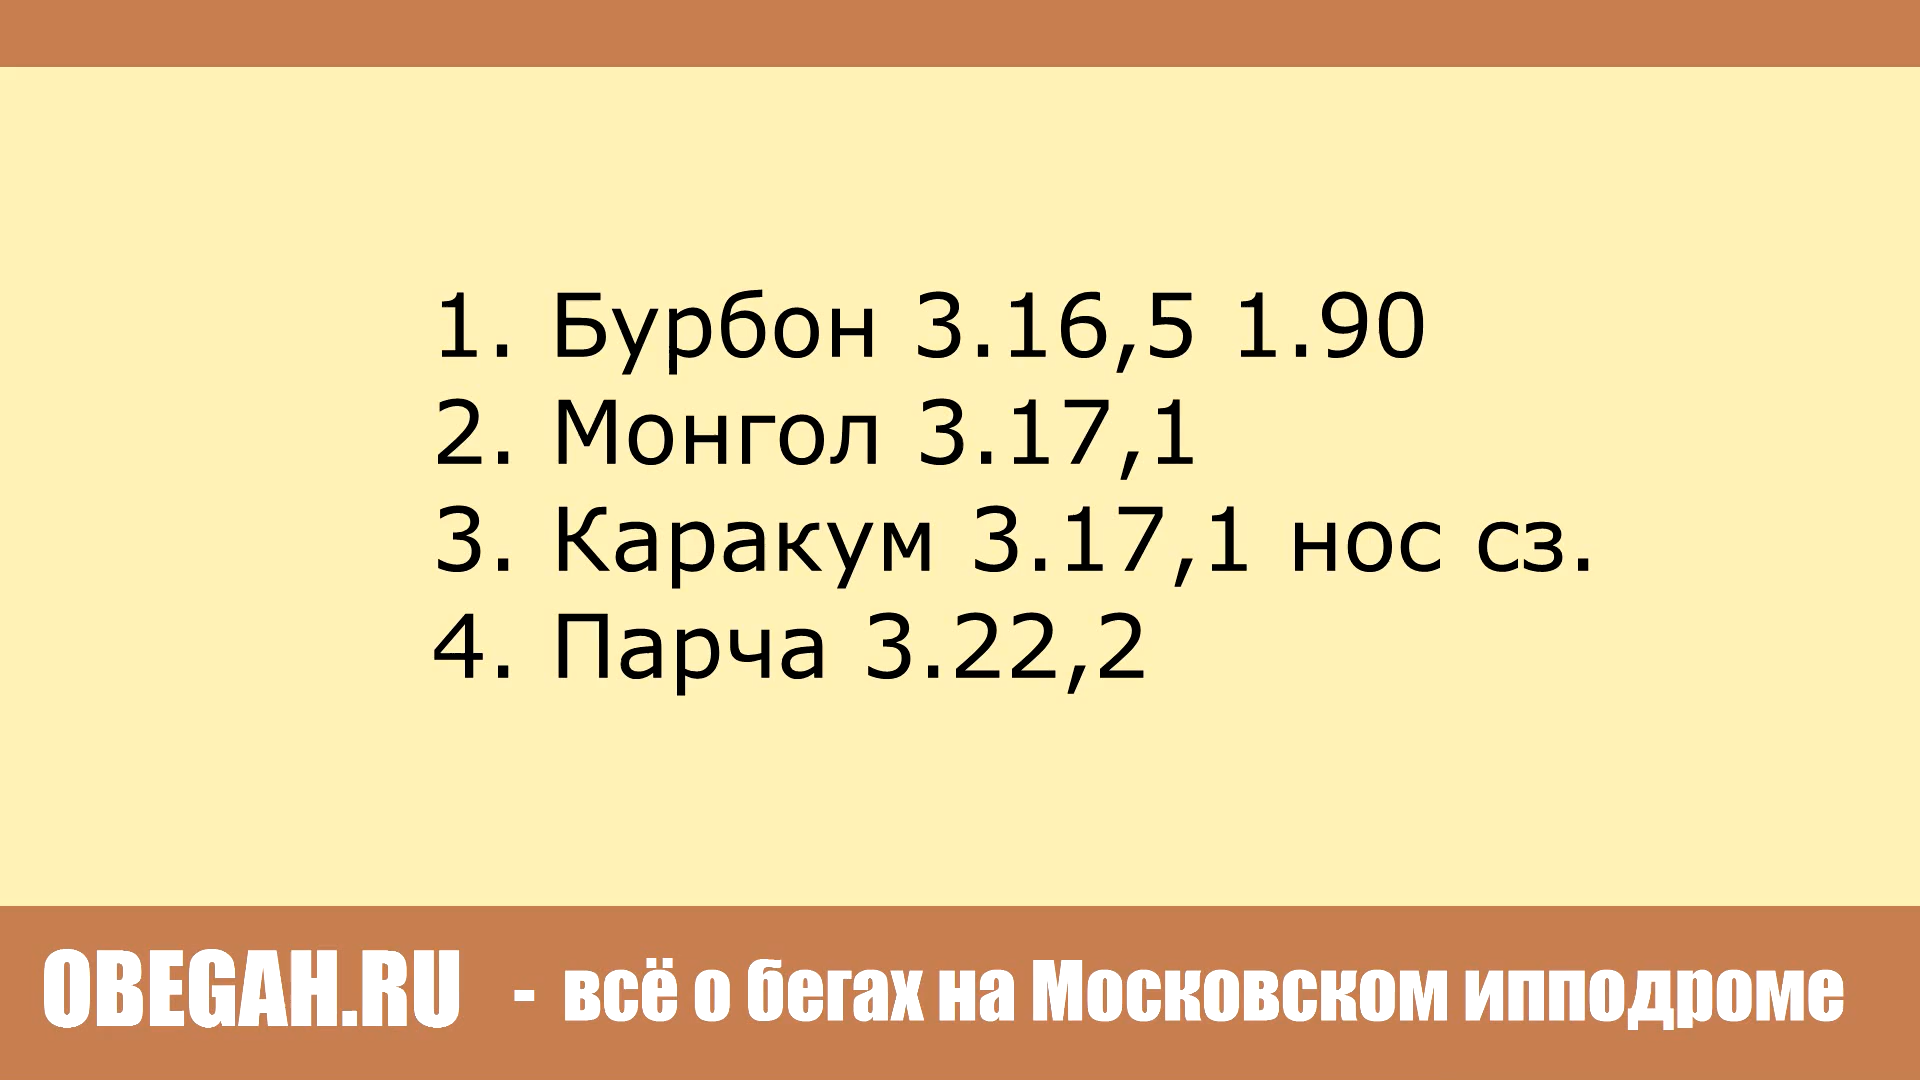 1. Бурбон 3.16,5 1.90
2. Монгол 3.17,1
3. Каракум 3.17,1 нос сз.
4. Парча 3.22,2
OBEGAH.RU - всё о бегах на Московском ипподроме